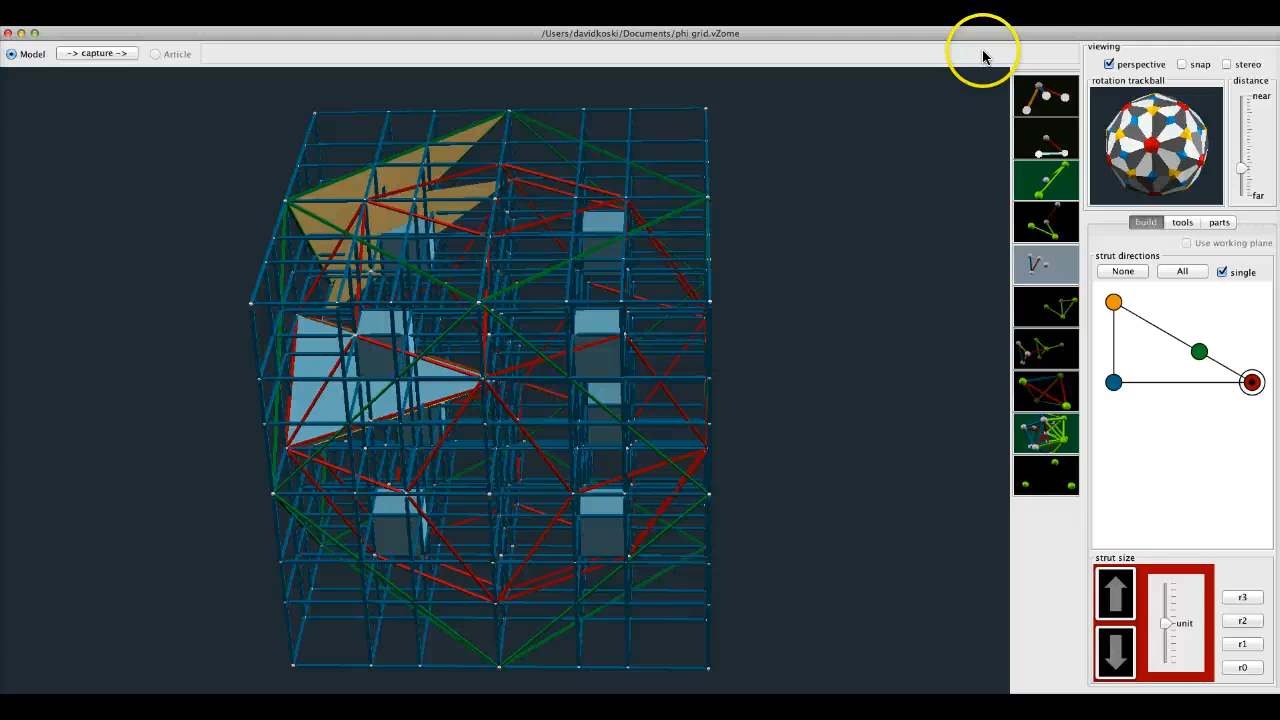 /Users/davidkoski/Documents/phi grid.vZome
Model
-> capture ->
Article
viewing
perspective
snap
stereo
rotation trackball
distance
near
far
build
tools
parts
Use working plane
strut directions
None
All
single
strut size
unit
r3
r2
r1
r0